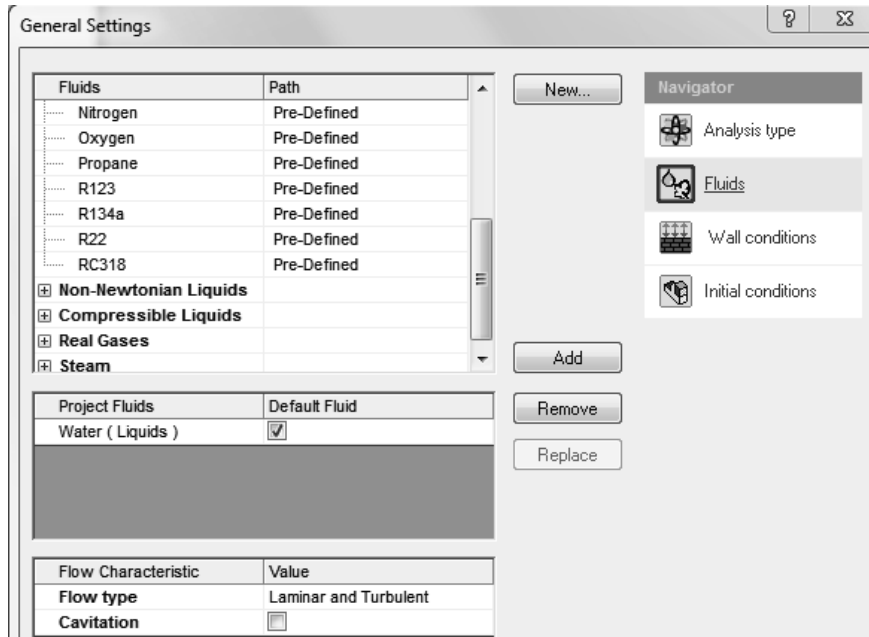 General Settings
Fluids Path
Nitrogen Pre-Defined
Oxygen Pre-Defined
Propane Pre-Defined
R123 Pre-Defined
R134a Pre-Defined
R22 Pre-Defined
RC318 Pre-Defined
Non-Newtonian Liquids
Compressible Liquids
Real Gases
Steam
New...
Add
Remove
Replace
Navigator
Analysis type
Fluids
Wall conditions
Initial conditions
Project Fluids Default Fluid
Water ( Liquids )
Flow Characteristic Value
Flow type Laminar and Turbulent
Cavitation